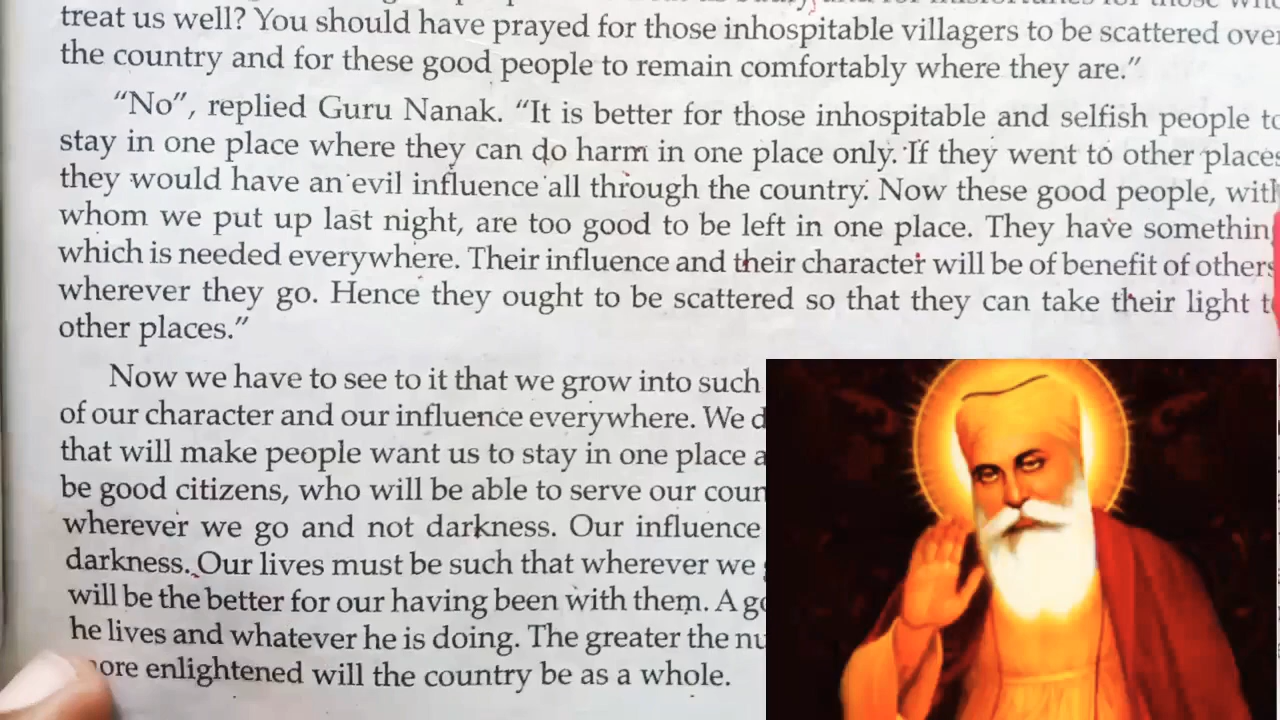 treat us well? You should have prayed for those inhospitable villagers to be scattered over
the country and for these good people to remain comfortably where they are.”
“No”, replied Guru Nanak. “It is better for those inhospitable and selfish people to
stay in one place where they can do harm in one place only. If they went to other places
they would have an evil influence all through the country. Now these good people, with
whom we put up last night, are too good to be left in one place. They have somethin
which is needed everywhere. Their influence and their character will be of benefit of others
wherever they go. Hence they ought to be scattered so that they can take their light t
other places.”
Now we have to see to it that we grow into such
of our character and our influence everywhere. We d
that will make people want us to stay in one place a
be good citizens, who will be able to serve our coun
wherever we go and not darkness. Our influence
darkness. Our lives must be such that wherever we
will be the better for our having been with them. A go
he lives and whatever he is doing. The greater the nu
ore enlightened will the country be as a whole.